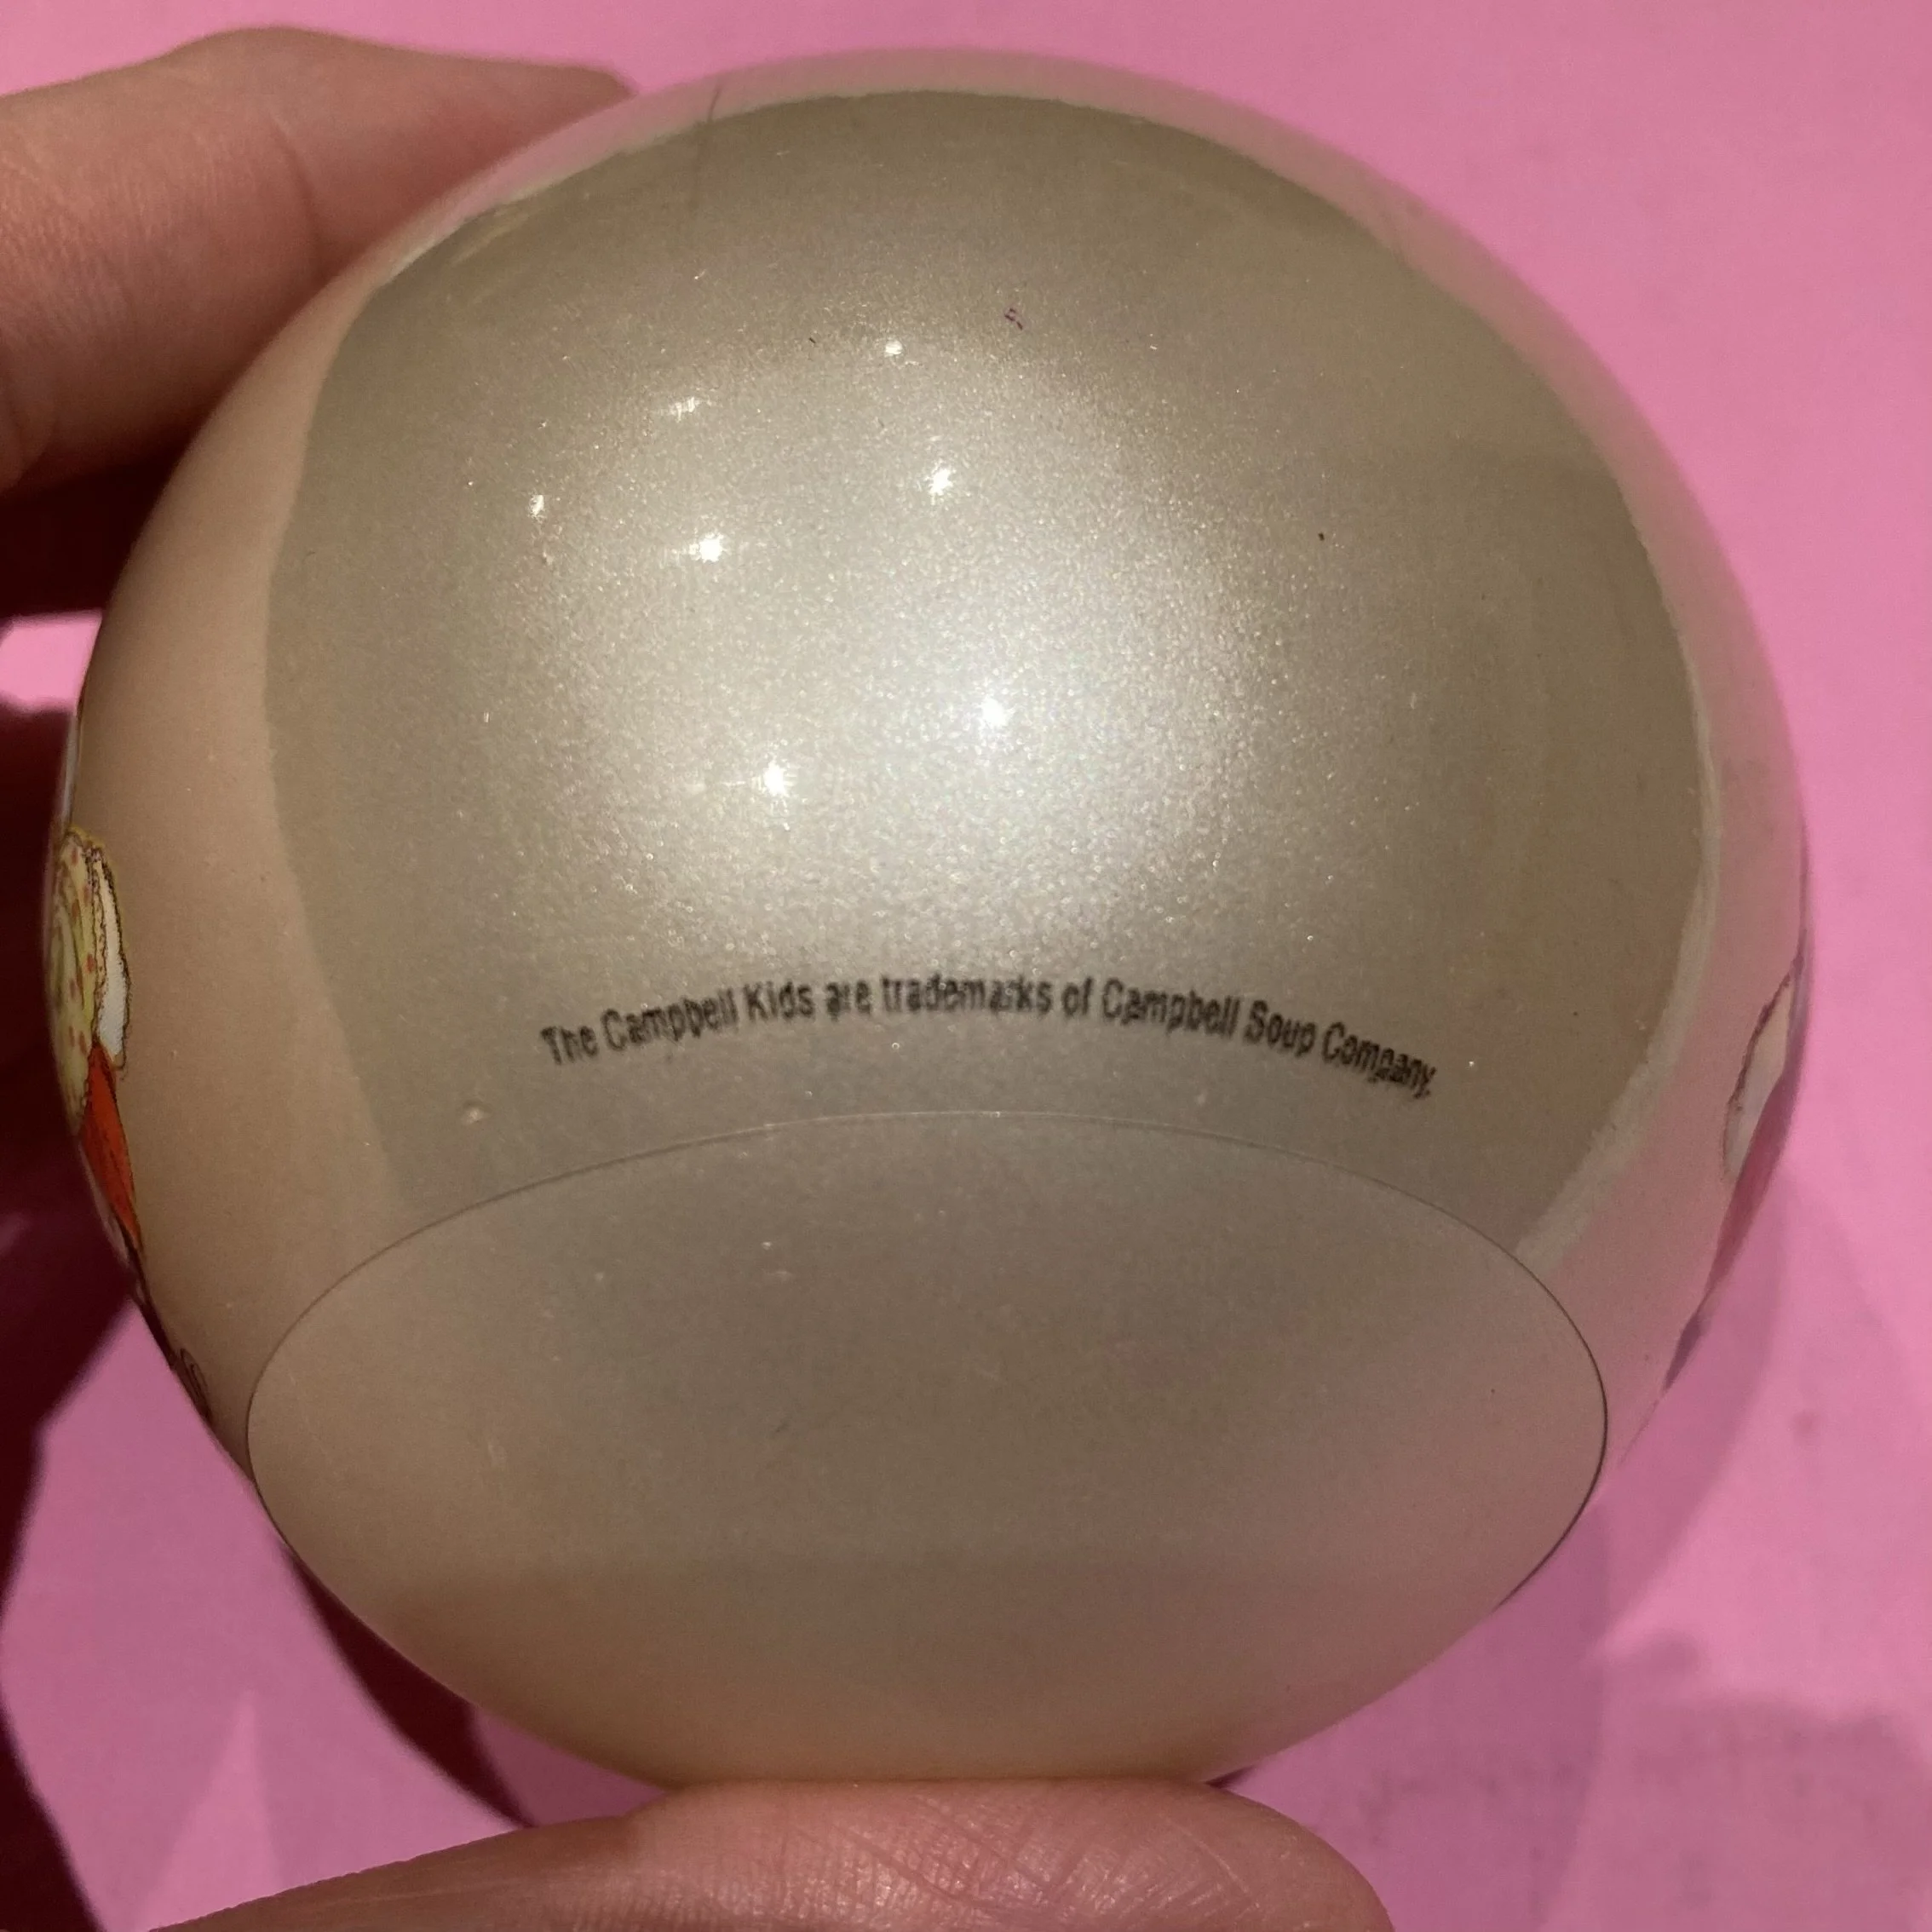 The Campbell Kids are trademarks of Campbell Soup Company.